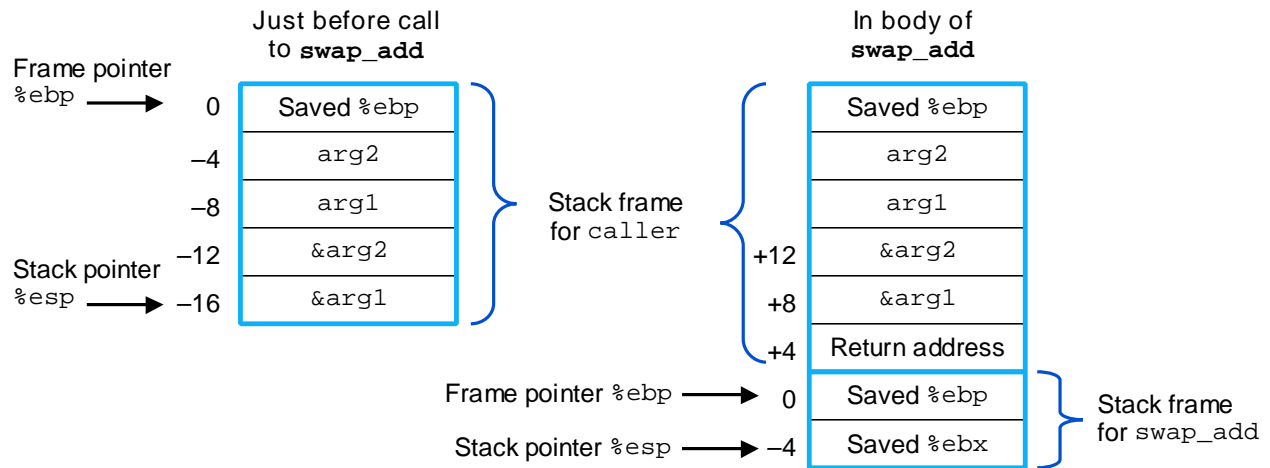 Just before call
to swap_add
In body of
swap_add
Frame pointer
%ebp
0
Saved %ebp
Saved %ebp
–4
arg2
arg2
–8
arg1
Stack frame
for caller
arg1
–12
&arg2
+12
&arg2
Stack pointer
%esp
–16
&arg1
+8
&arg1
+4
Return address
Frame pointer %ebp
0
Saved %ebp
Stack frame
for swap_add
Stack pointer %esp
–4
Saved %ebx